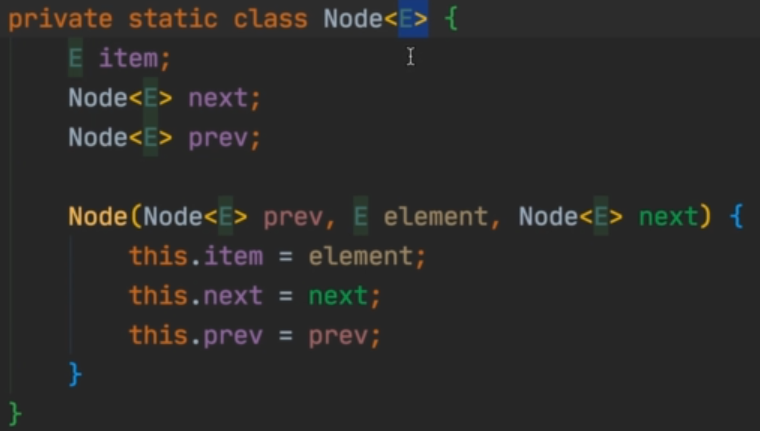 private static class Node<E> {
    E item;
    Node<E> next;
    Node<E> prev;

    Node(Node<E> prev, E element, Node<E> next) {
        this.item = element;
        this.next = next;
        this.prev = prev;
    }
}